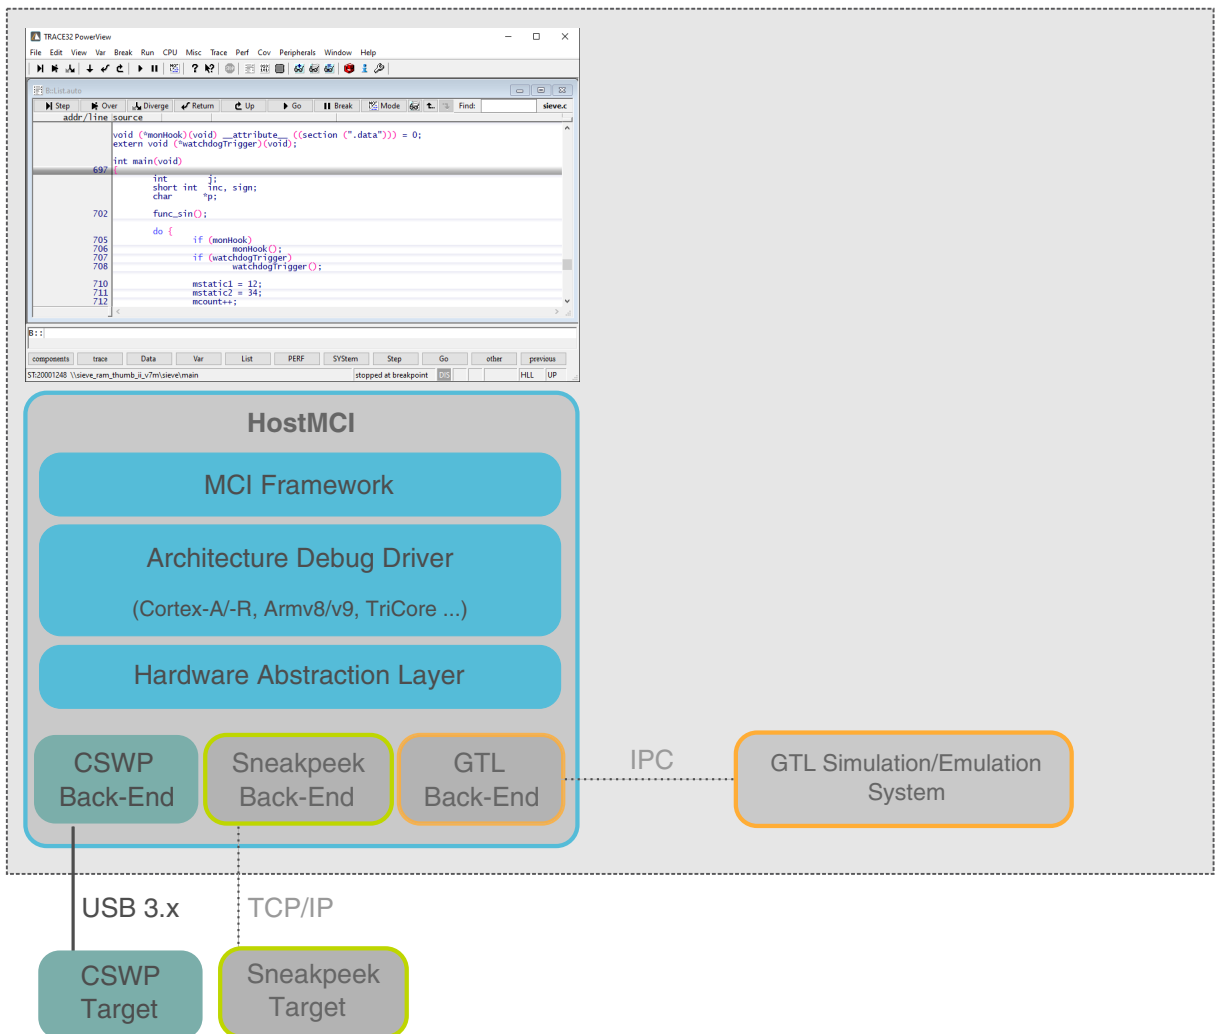 TRACE32 PowerView
File Edit View Var Break Run CPU Misc Trace Perf Cov Peripherals Window Help
B::List.auto
Step Over Diverge Return Up Go Break Mode Find: sieve.c
addr/line source
void (*monHook)(void) __attribute__ ((section (".data"))) = 0;
extern void (*watchdogTrigger)(void);
int main(void)
697 {
int j;
short int inc, sign;
char *p;
702 func_sin();
do {
705 if (monHook)
706 monHook();
707 if (watchdogTrigger)
708 watchdogTrigger();
710 mstatic1 = 12;
711 mstatic2 = 34;
712 mcount++;
B::
components trace Data Var List PERF SYStem Step Go other previous
ST:20001248 \\sieve_ram_thumb_ii_v7m\sieve\main stopped at breakpoint DIS HLL UP
HostMCI
MCI Framework
Architecture Debug Driver
(Cortex-A/-R, Armv8/v9, TriCore ...)
Hardware Abstraction Layer
CSWP
Back-End
Sneakpeek
Back-End
GTL
Back-End
IPC
GTL Simulation/Emulation
System
USB 3.x
TCP/IP
CSWP
Target
Sneakpeek
Target